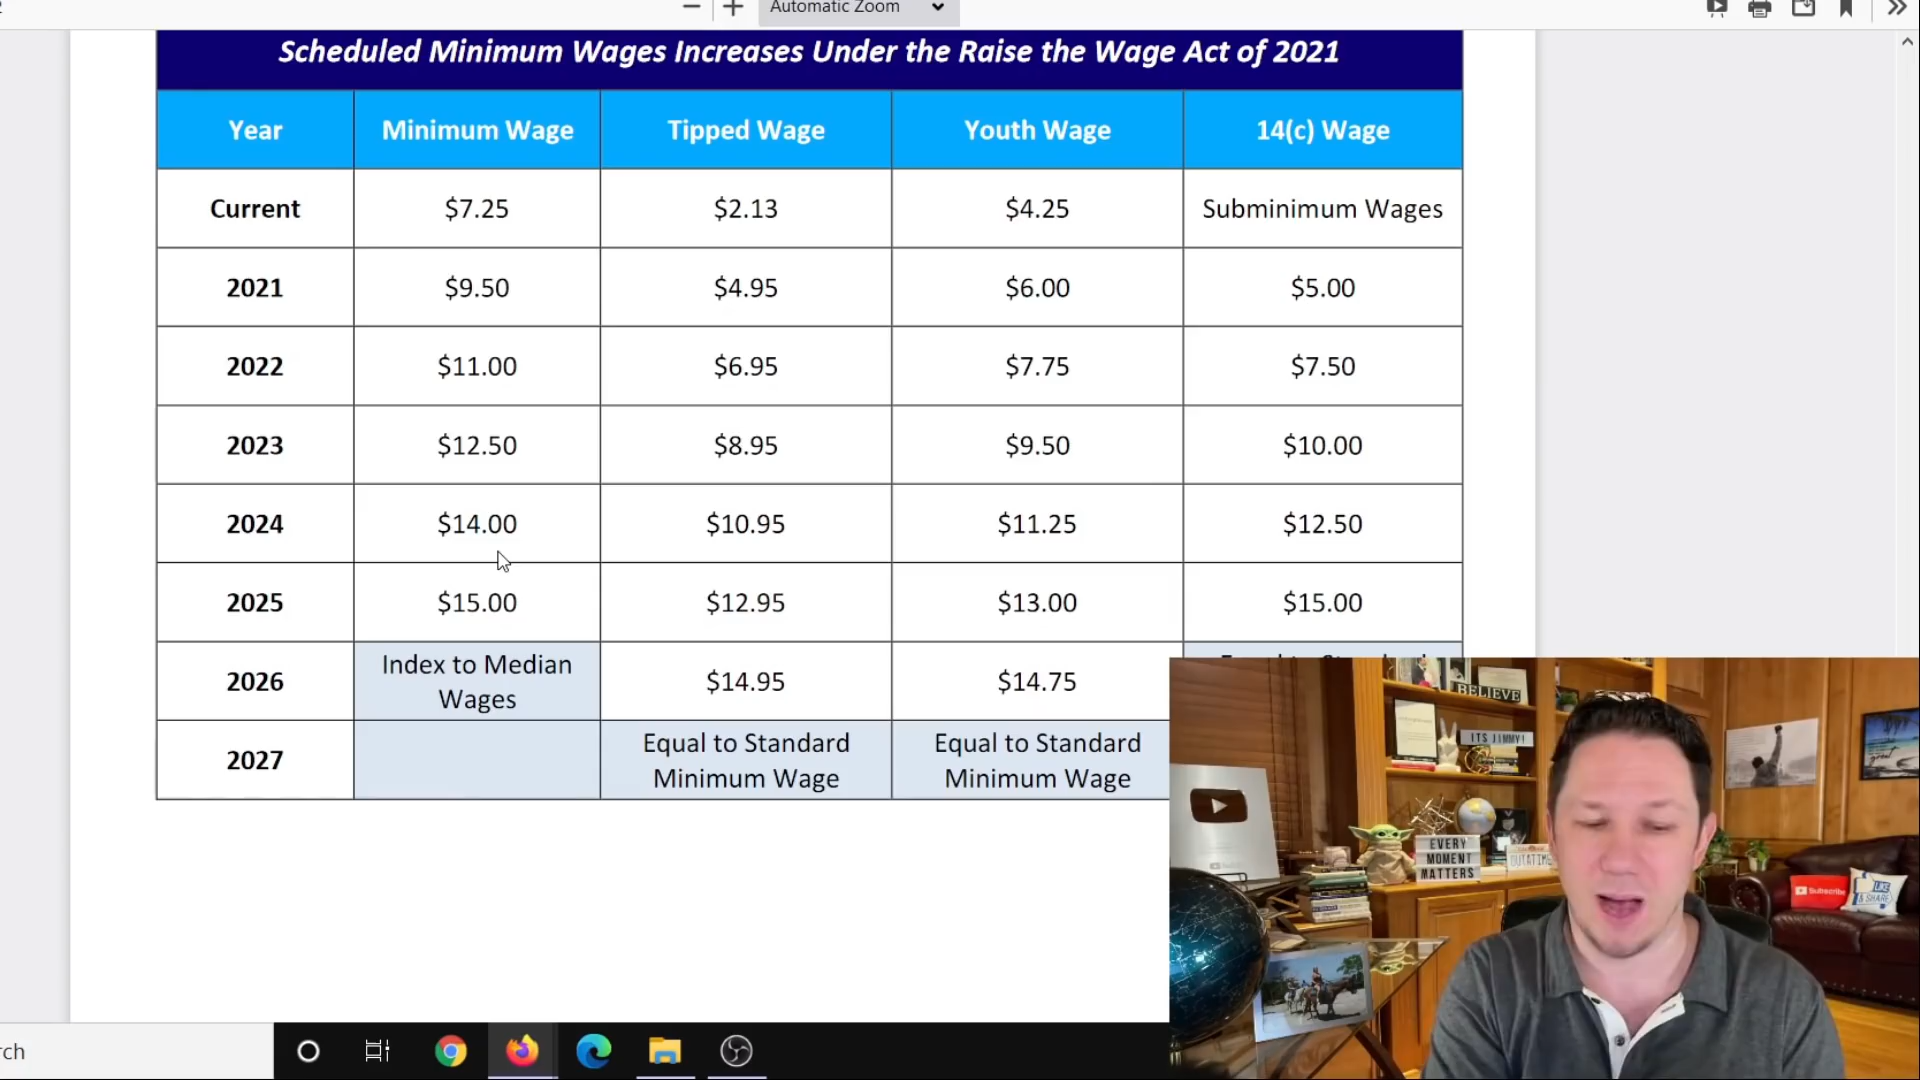 Automatic Zoom
Scheduled Minimum Wages Increases Under the Raise the Wage Act of 2021
Year Minimum Wage Tipped Wage Youth Wage 14(c) Wage
Current $7.25 $2.13 $4.25 Subminimum Wages
2021 $9.50 $4.95 $6.00 $5.00
2022 $11.00 $6.95 $7.75 $7.50
2023 $12.50 $8.95 $9.50 $10.00
2024 $14.00 $10.95 $11.25 $12.50
2025 $15.00 $12.95 $13.00 $15.00
2026 Index to Median
Wages $14.95 $14.75
2027 Equal to Standard
Minimum Wage Equal to Standard
Minimum Wage
BELIEVE
ITS JIMMY!
EVERY
MOMENT
MATTERS
OUTATIME
Subscribe
LIKE
& SHARE
rch